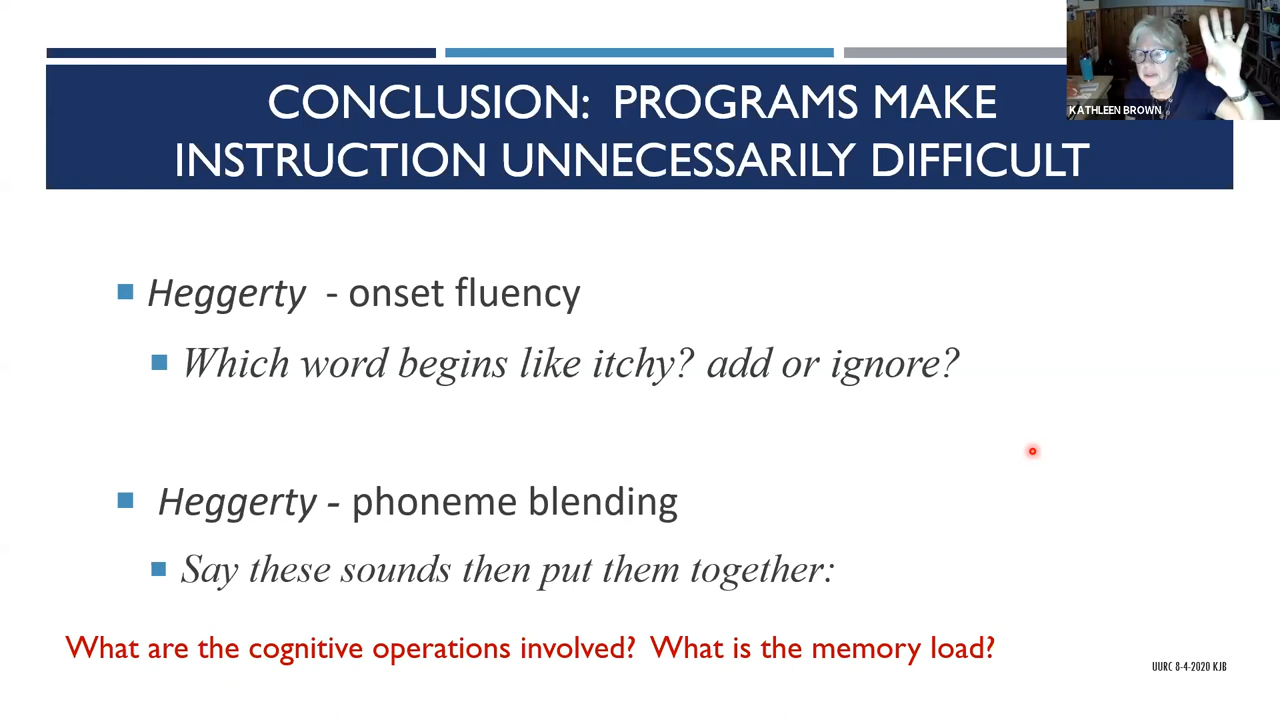 KATHLEEN BROWN
CONCLUSION: PROGRAMS MAKE
INSTRUCTION UNNECESSARILY DIFFICULT
Heggerty - onset fluency
Which word begins like itchy? add or ignore?
Heggerty - phoneme blending
Say these sounds then put them together:
What are the cognitive operations involved? What is the memory load?
UURC 8-4-2020 KJB